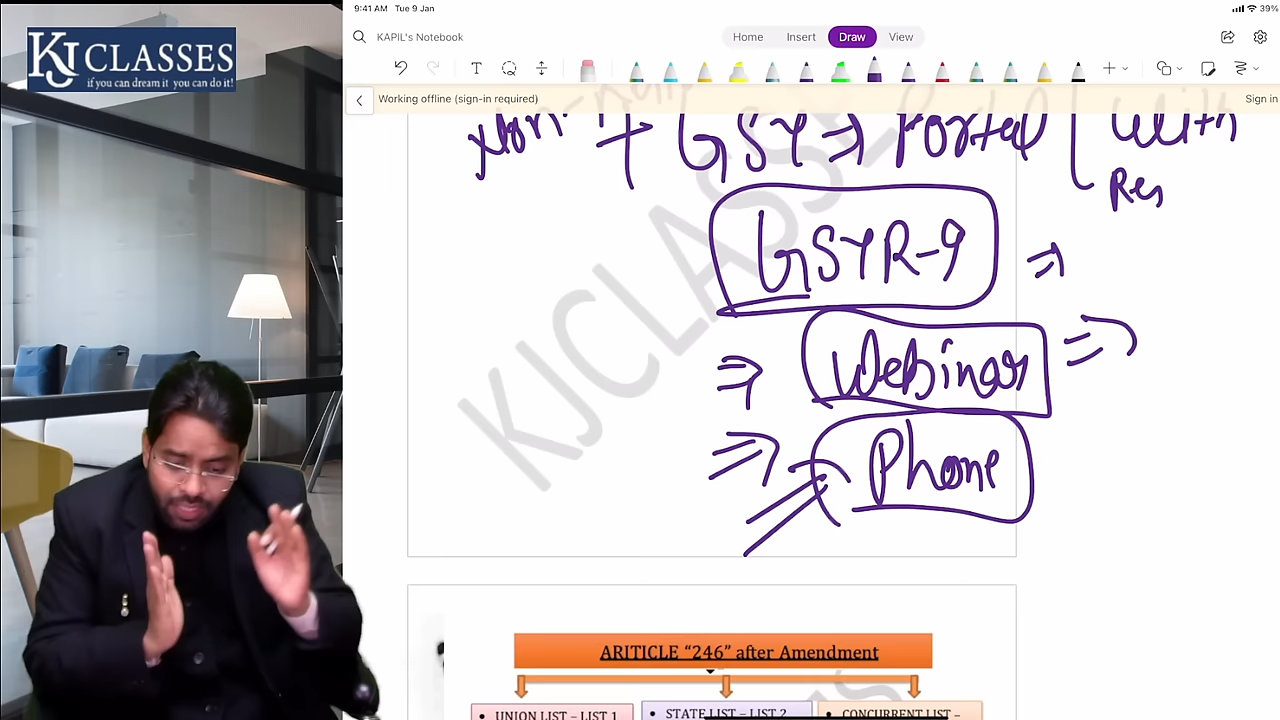 KJ CLASSES
if you can dream it you can do it!
9:41 AM Tue 9 Jan
39%
KAPIL's Notebook
Home Insert Draw View
Working offline (sign-in required)
Sign in
+ GST => Portal With
Res
GSTR-9 =>
=> Webinar =>
=> Phone
KJCLASSES
ARITICLE “246” after Amendment
• UNION LIST – LIST 1
• STATE LIST – LIST 2
• CONCURRENT LIST –